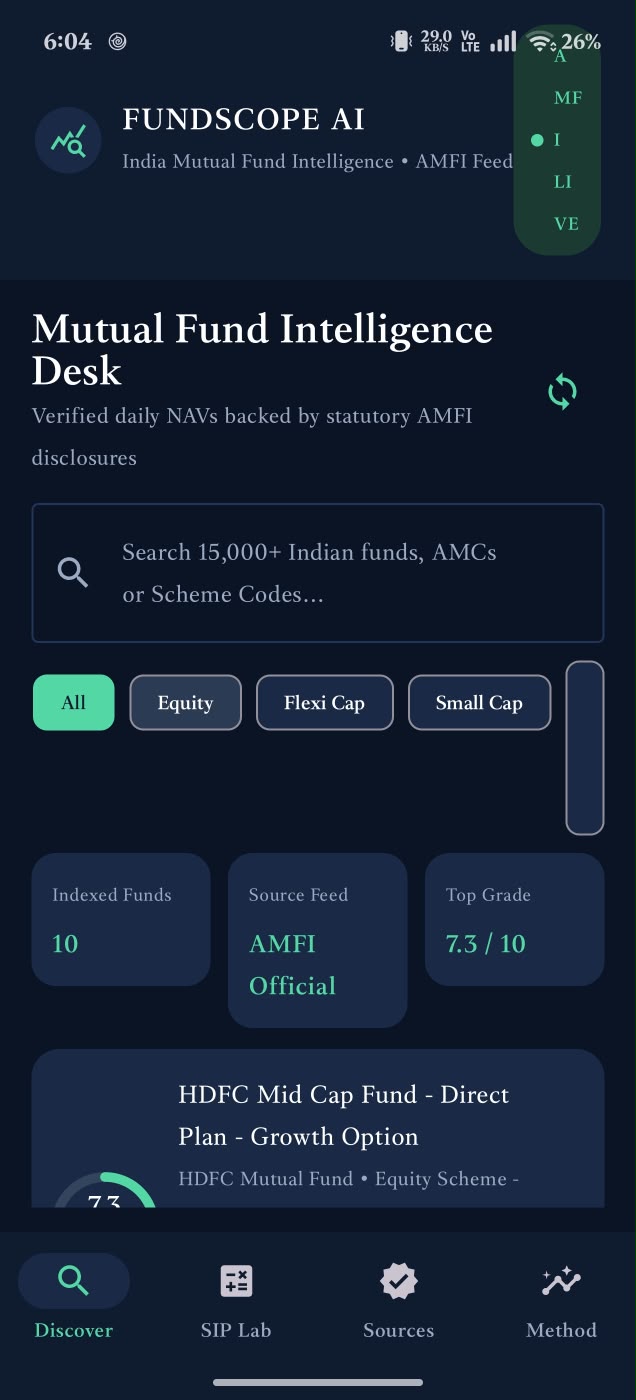 6:04
29.0 KB/S Vo LTE 26%
FUNDSCOPE AI
India Mutual Fund Intelligence • AMFI Feed
A
MF
I
LI
VE
Mutual Fund Intelligence
Desk
Verified daily NAVs backed by statutory AMFI
disclosures
Search 15,000+ Indian funds, AMCs
or Scheme Codes...
All
Equity
Flexi Cap
Small Cap
Indexed Funds
10
Source Feed
AMFI
Official
Top Grade
7.3 / 10
HDFC Mid Cap Fund - Direct
Plan - Growth Option
HDFC Mutual Fund • Equity Scheme -
7.3
Discover
SIP Lab
Sources
Method